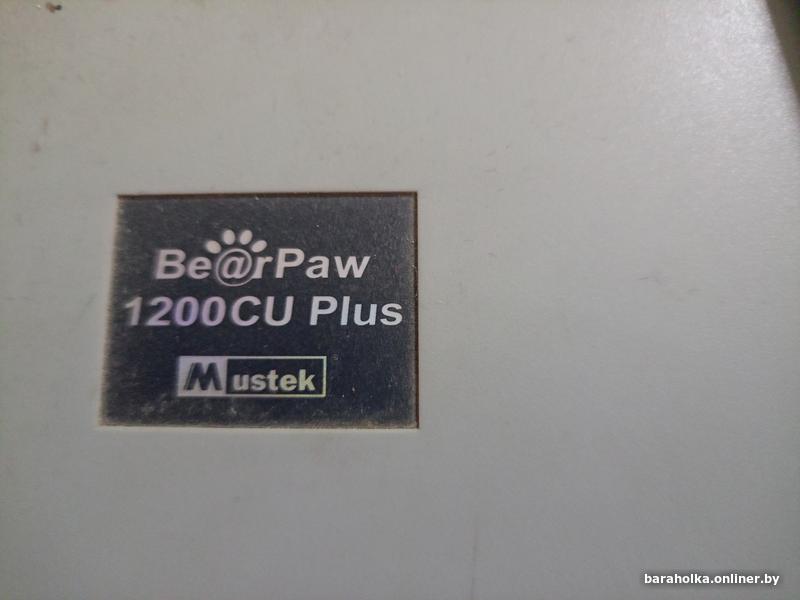 Be@rPaw
1200CU Plus
Mustek
baraholka.onliner.by